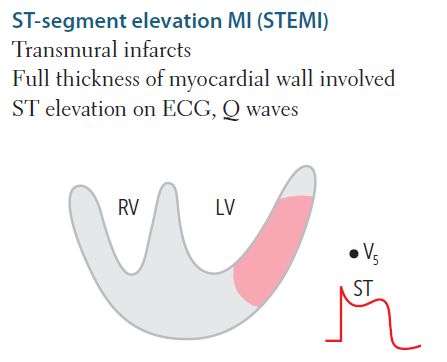 ST-segment elevation MI (STEMI)
Transmural infarcts
Full thickness of myocardial wall involved
ST elevation on ECG, Q waves
RV LV
V5
ST